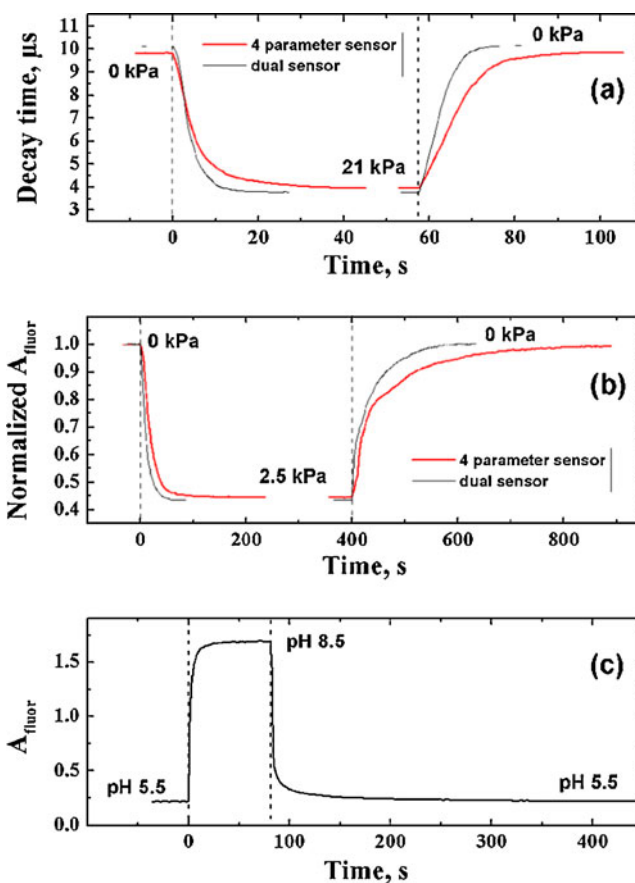 11
10
9
8
7
6
5
4
3
Decay time, μs
0 kPa
4 parameter sensor
dual sensor
0 kPa
(a)
21 kPa
0
20
40
60
80
100
Time, s
1.0
0.9
0.8
0.7
0.6
0.5
0.4
Normalized A_fluor
0 kPa
0 kPa
(b)
2.5 kPa
4 parameter sensor
dual sensor
0
200
400
600
800
Time, s
1.5
1.0
0.5
0.0
A_fluor
pH 8.5
(c)
pH 5.5
pH 5.5
0
100
200
300
400
Time, s